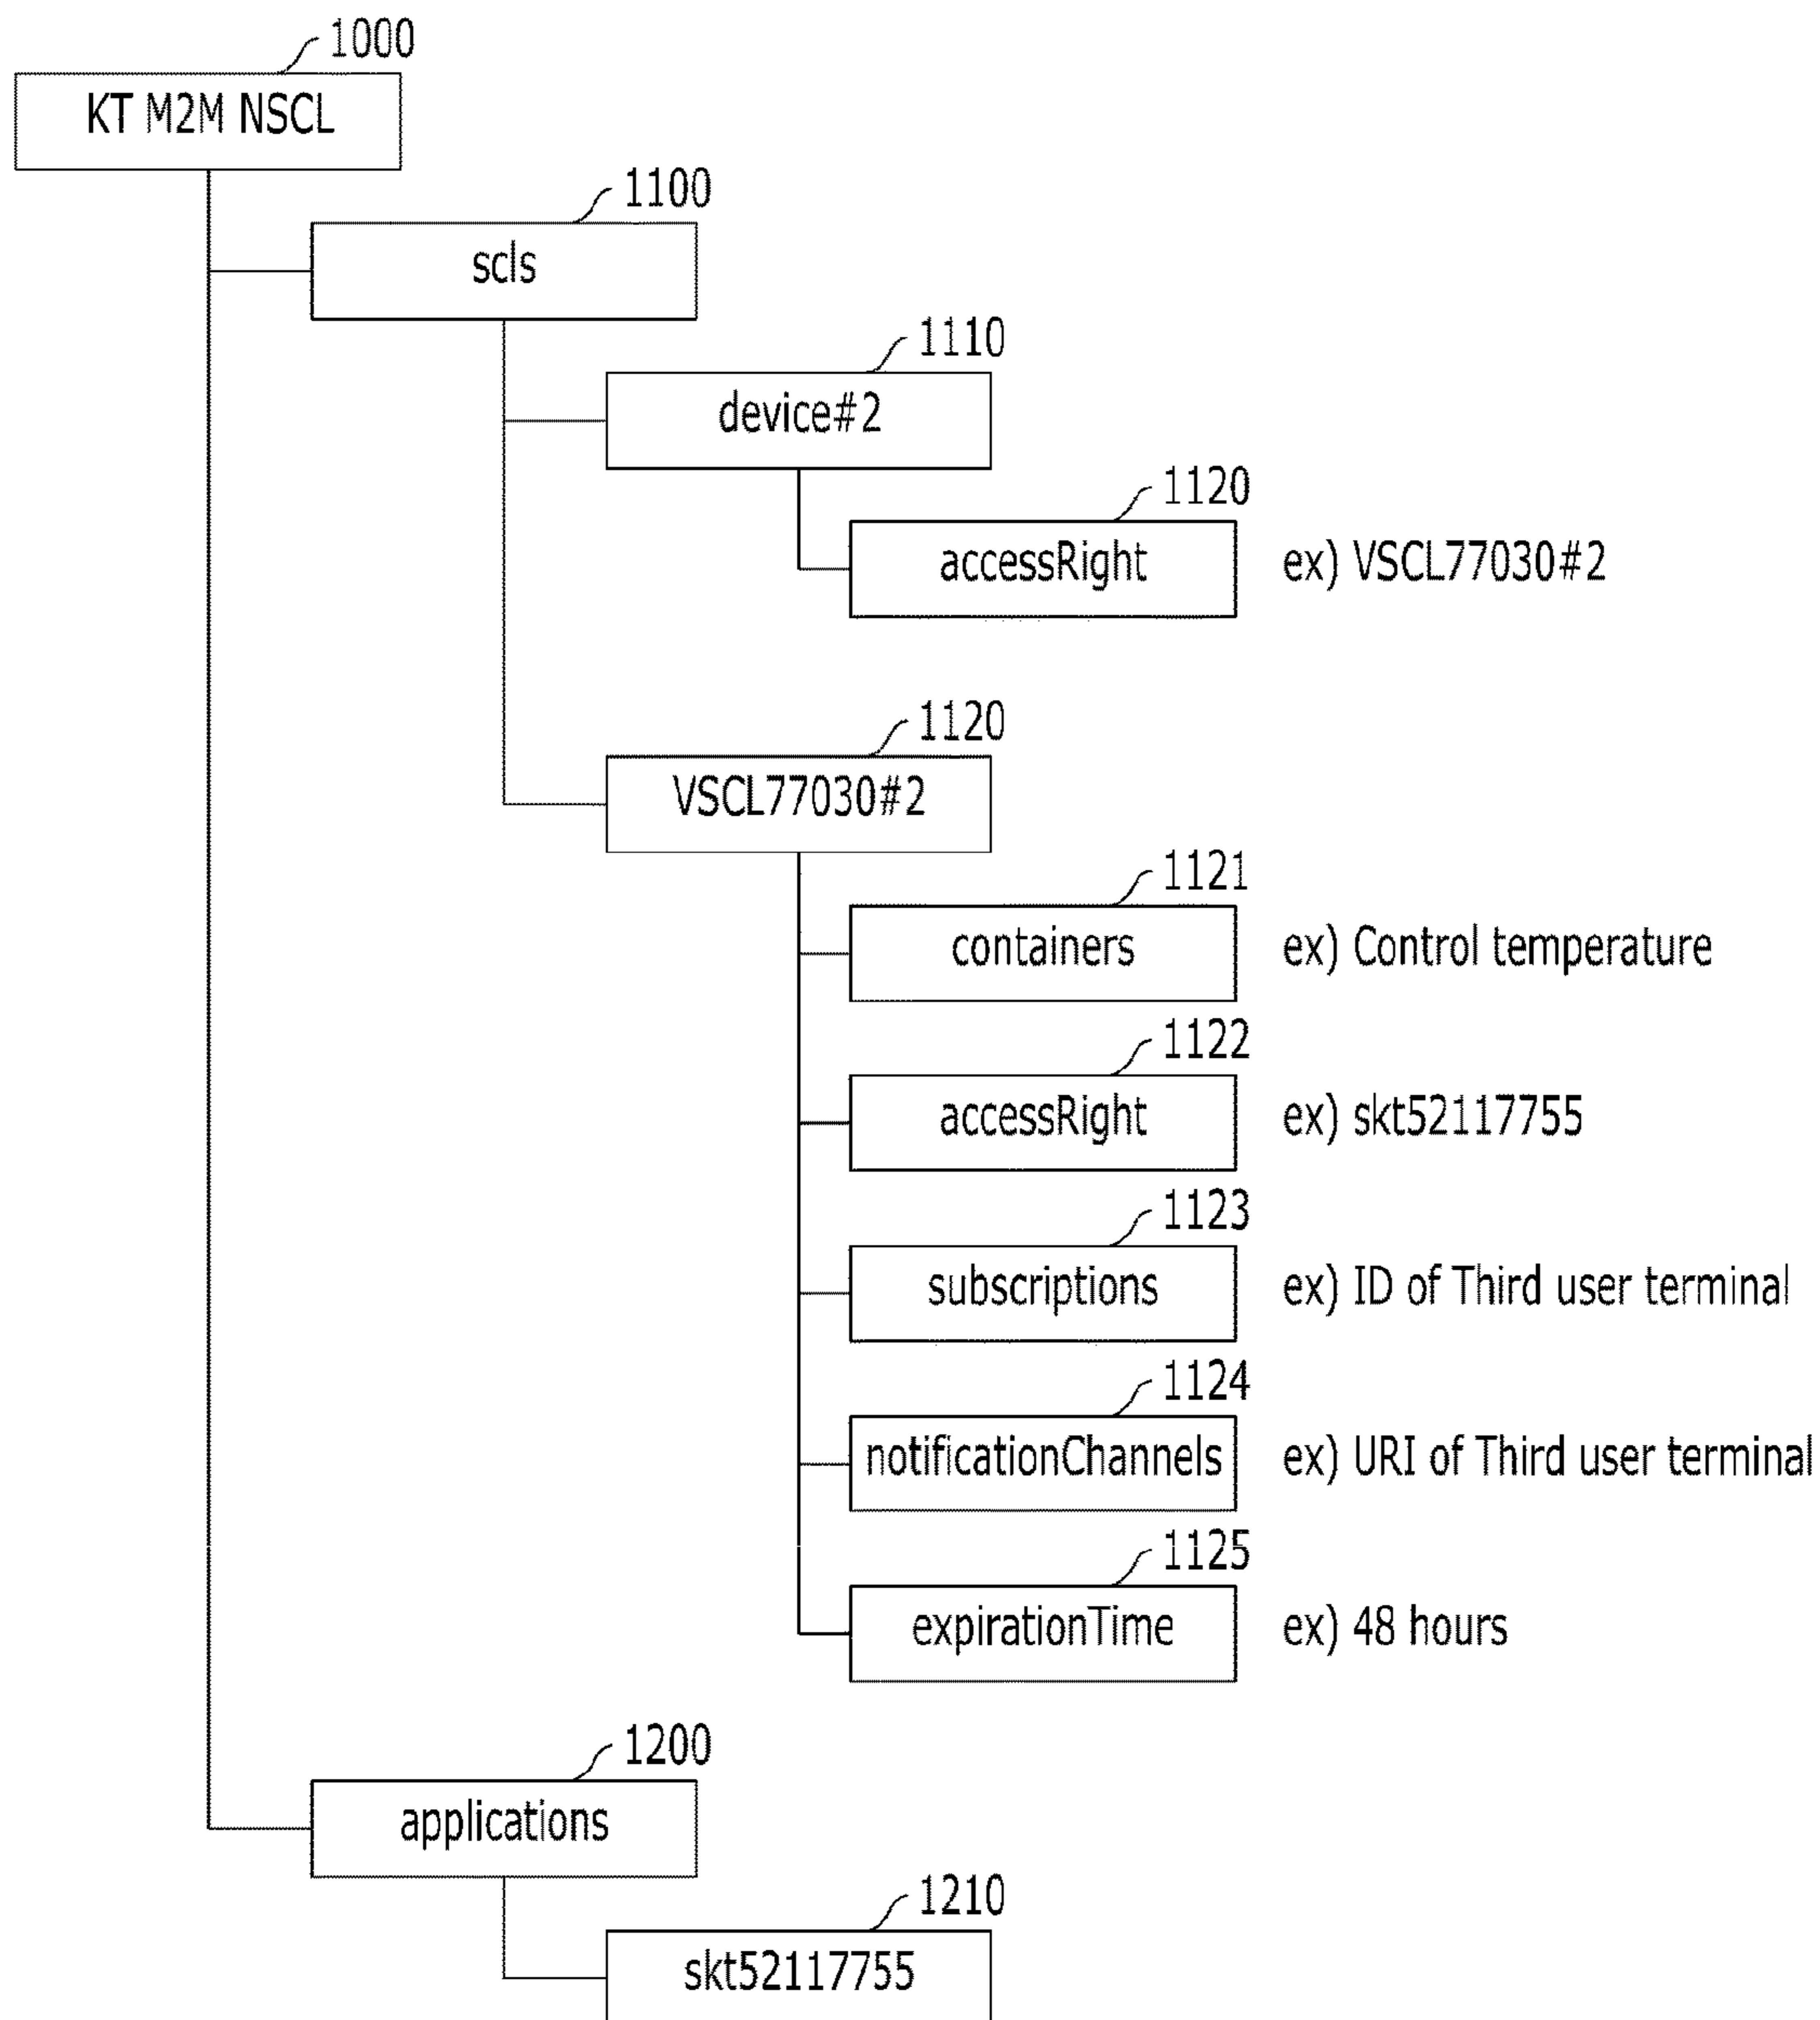 1000
KT M2M NSCL
1100
scls
1110
device#2
1120
accessRight ex) VSCL77030#2
1120
VSCL77030#2
1121
containers ex) Control temperature
1122
accessRight ex) skt52117755
1123
subscriptions ex) ID of Third user terminal
1124
notificationChannels ex) URI of Third user terminal
1125
expirationTime ex) 48 hours
1200
applications
1210
skt52117755